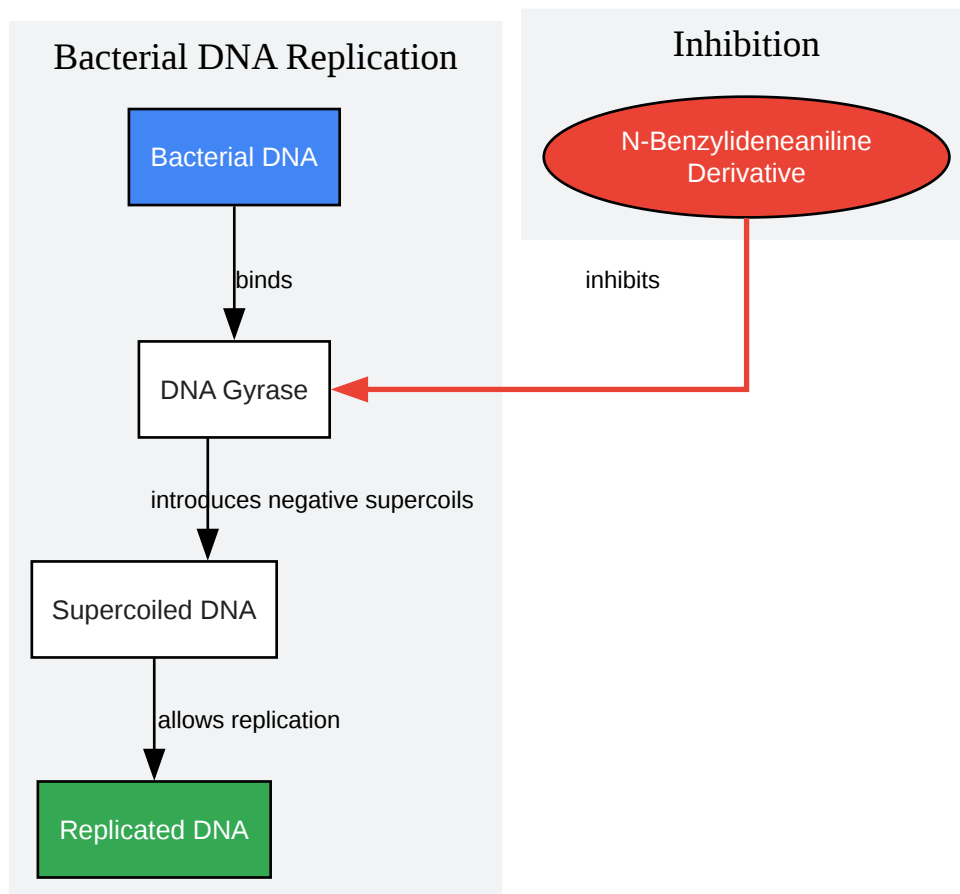 Bacterial DNA Replication
Bacterial DNA
binds
DNA Gyrase
introduces negative supercoils
Supercoiled DNA
allows replication
Replicated DNA
Inhibition
N-Benzylideneaniline
Derivative
inhibits